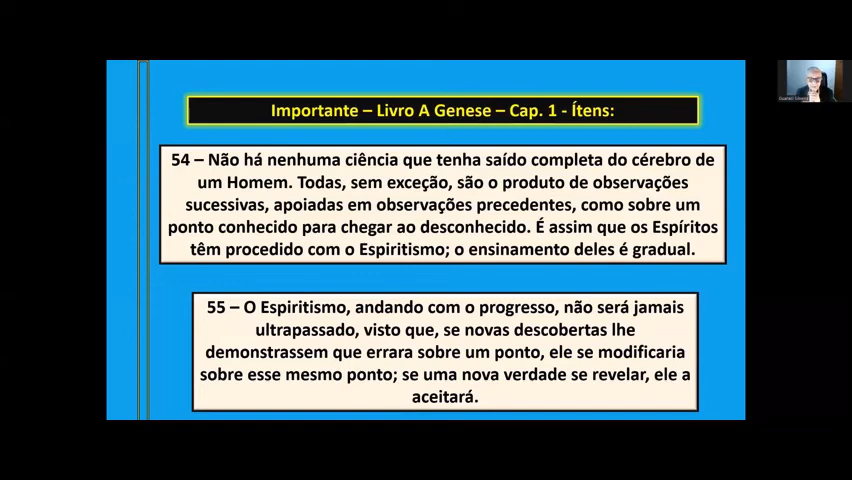 Importante – Livro A Genese – Cap. 1 - Ítens:
54 – Não há nenhuma ciência que tenha saído completa do cérebro de
um Homem. Todas, sem exceção, são o produto de observações
sucessivas, apoiadas em observações precedentes, como sobre um
ponto conhecido para chegar ao desconhecido. É assim que os Espíritos
têm procedido com o Espiritismo; o ensinamento deles é gradual.
55 – O Espiritismo, andando com o progresso, não será jamais
ultrapassado, visto que, se novas descobertas lhe
demonstrassem que errara sobre um ponto, ele se modificaria
sobre esse mesmo ponto; se uma nova verdade se revelar, ele a
aceitará.